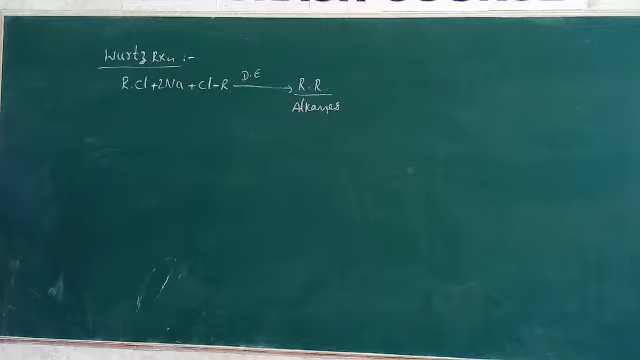 Wurtz Rxn :-
R.Cl + 2Na + Cl-R D.E → R-R
Alkanes